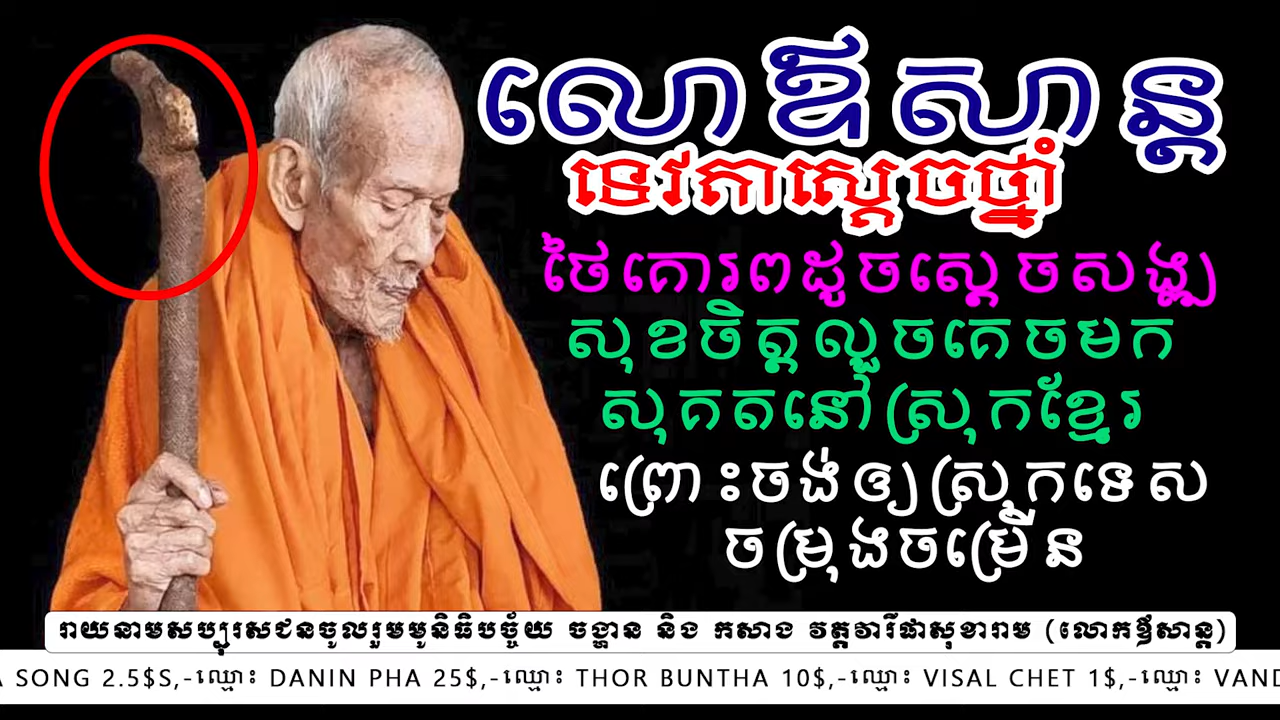 លោឪសាន្ត
ទេវតាស្ដេចថ្នាំ
ថៃគោរពដូចស្ដេចសង្ឃ
សុខចិត្តលួចគេចមក
សុគតនៅស្រុកខ្មែរ
ព្រោះចង់ឲ្យស្រុកទេស
ចម្រុងចម្រើន
រាយនាមសប្បុរសជនចូលរួមមូនិធិបច្ច័យ ចង្ហាន និង កសាង វត្តវារីផាសុខារាម (លោកឪសាន្ត)
A SONG 2.5$S,-ឈ្មោះ DANIN PHA 25$,-ឈ្មោះ THOR BUNTHA 10$,-ឈ្មោះ VISAL CHET 1$,-ឈ្មោះ VAND